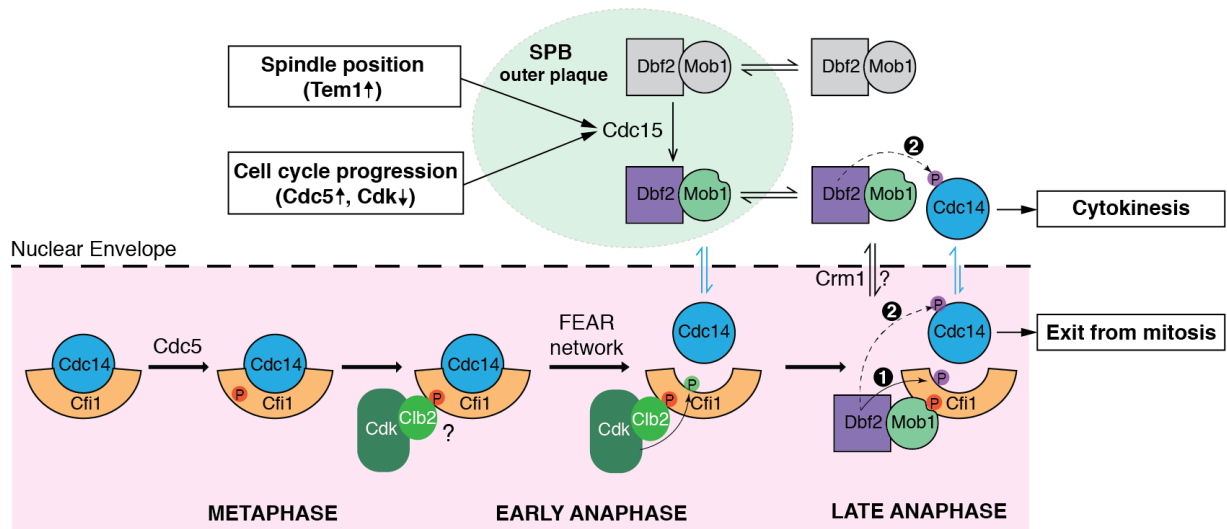 Spindle position
(Tem1↑)
Cell cycle progression
(Cdc5↑, Cdk↓)
SPB
outer plaque
Dbf2 Mob1
Dbf2 Mob1
Cdc15
Dbf2 Mob1
Dbf2 Mob1
2
P
Cdc14
Cytokinesis
Nuclear Envelope
Crm1 ?
Cdc14
Cfi1
Cdc5
Cdc14
P
Cfi1
Cdc14
P
Cfi1
Cdk
Clb2
?
FEAR
network
Cdc14
P
P
Cfi1
Cdk
Clb2
2
P
Cdc14
Exit from mitosis
1
P
P
Cfi1
Dbf2
Mob1
METAPHASE
EARLY ANAPHASE
LATE ANAPHASE